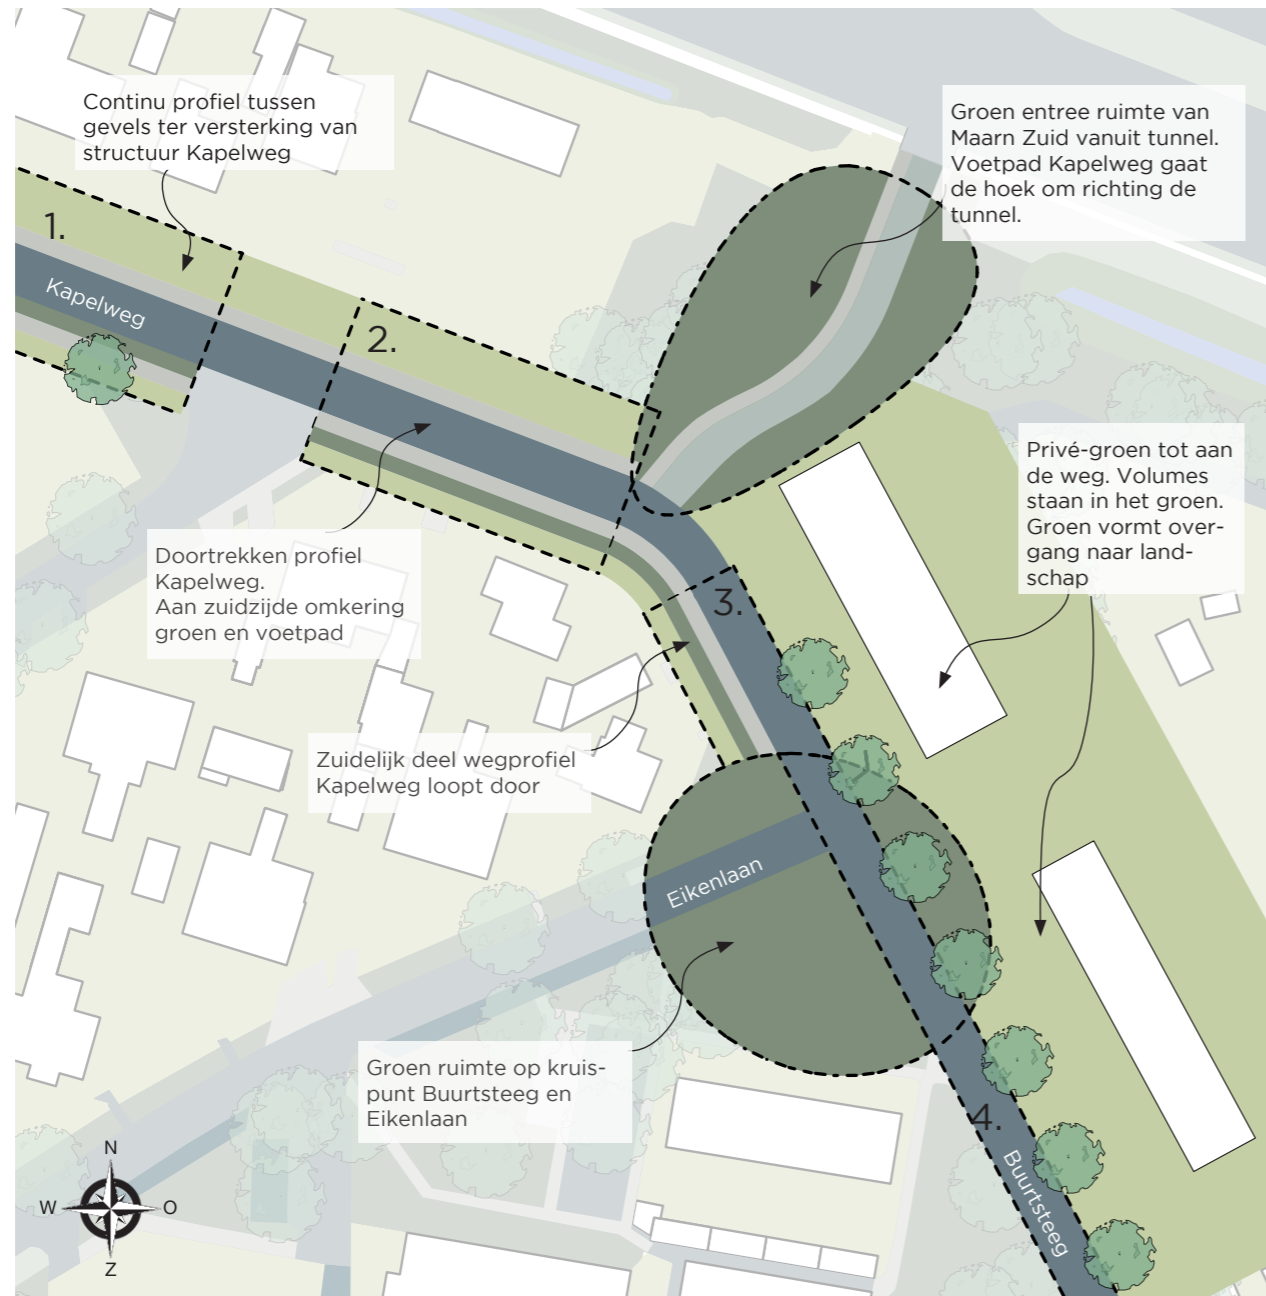 Continu profiel tussen
gevels ter versterking van
structuur Kapelweg
Groen entree ruimte van
Maarn Zuid vanuit tunnel.
Voetpad Kapelweg gaat
de hoek om richting de
tunnel.
1.
Kapelweg
2.
Privé-groen tot aan
de weg. Volumes
staan in het groen.
Groen vormt over-
gang naar land-
schap
Doortrekken profiel
Kapelweg.
Aan zuidzijde omkering
groen en voetpad
3.
Zuidelijk deel wegprofiel
Kapelweg loopt door
Eikenlaan
Groen ruimte op kruis-
punt Buurtsteeg en
Eikenlaan
4.
Buurtsteeg
N
W
O
Z